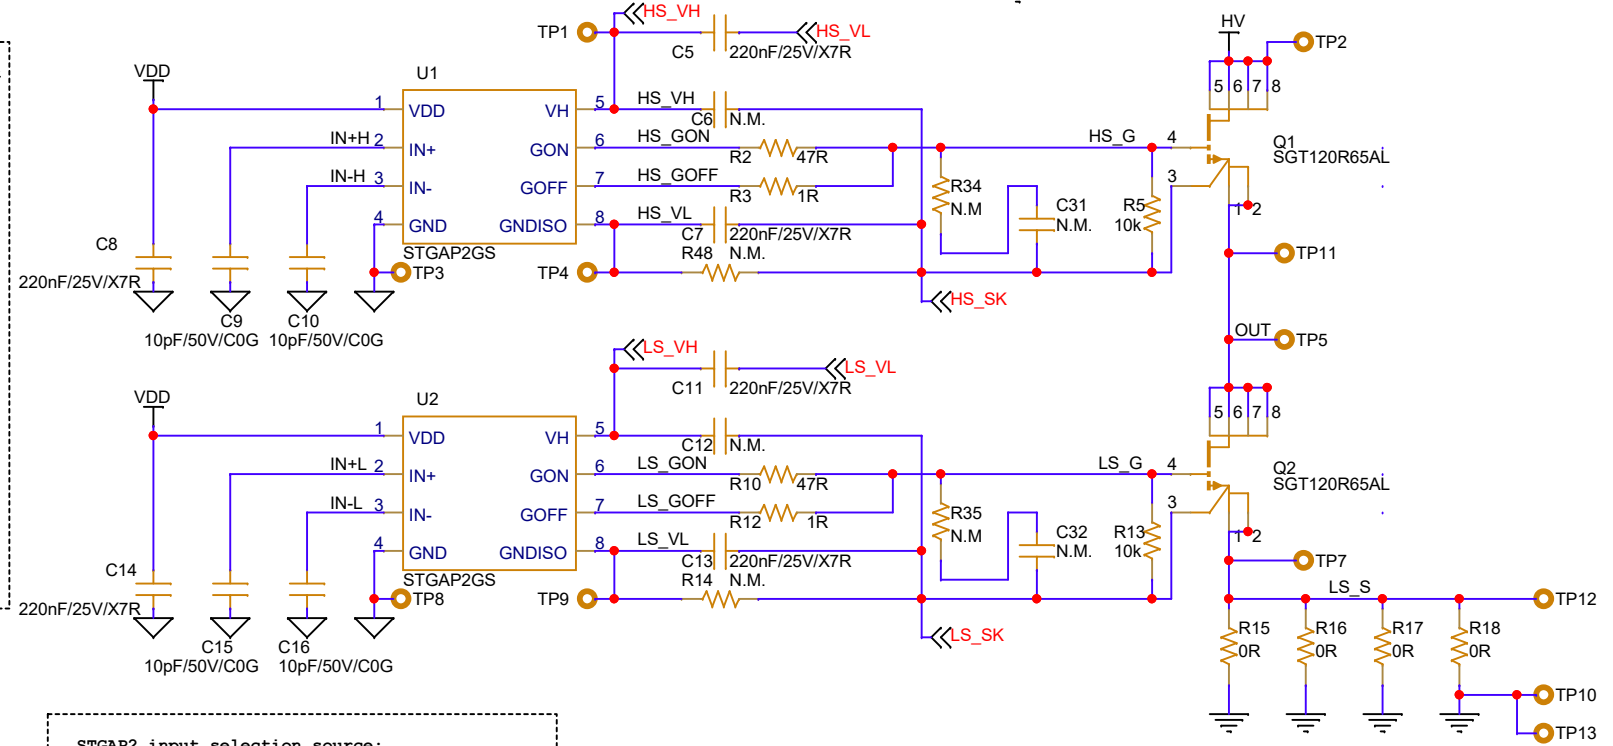 HS_VH
TP1
HS_VL
C5 220nF/25V/X7R
HV
TP2
VDD
U1
5 6 7 8
1 VDD VH 5 HS_VH
C6 N.M.
IN+H 2 IN+ GON 6 HS_GON
R2 47R
HS_G 4
Q1
SGT120R65AL
IN-H 3 IN- GOFF 7 HS_GOFF
R3 1R
R34
N.M
C31
N.M.
R5
10k
3
1 2
4 GND GNDISO 8 HS_VL
C7 220nF/25V/X7R
STGAP2GS
R48 N.M.
C8
220nF/25V/X7R
TP3
TP4
TP11
HS_SK
C9
10pF/50V/C0G
C10
10pF/50V/C0G
OUT
TP5
LS_VH
LS_VL
C11 220nF/25V/X7R
VDD
U2
5 6 7 8
1 VDD VH 5
C12 N.M.
IN+L 2 IN+ GON 6 LS_GON
R10 47R
LS_G 4
Q2
SGT120R65AL
IN-L 3 IN- GOFF 7 LS_GOFF
R12 1R
R35
N.M
C32
N.M.
R13
10k
3
1 2
4 GND GNDISO 8 LS_VL
C13 220nF/25V/X7R
STGAP2GS
R14 N.M.
C14
220nF/25V/X7R
TP8
TP9
TP7
LS_S
TP12
LS_SK
C15
10pF/50V/C0G
C16
10pF/50V/C0G
R15
0R
R16
0R
R17
0R
R18
0R
TP10
TP13
STGAP2 input selection source: